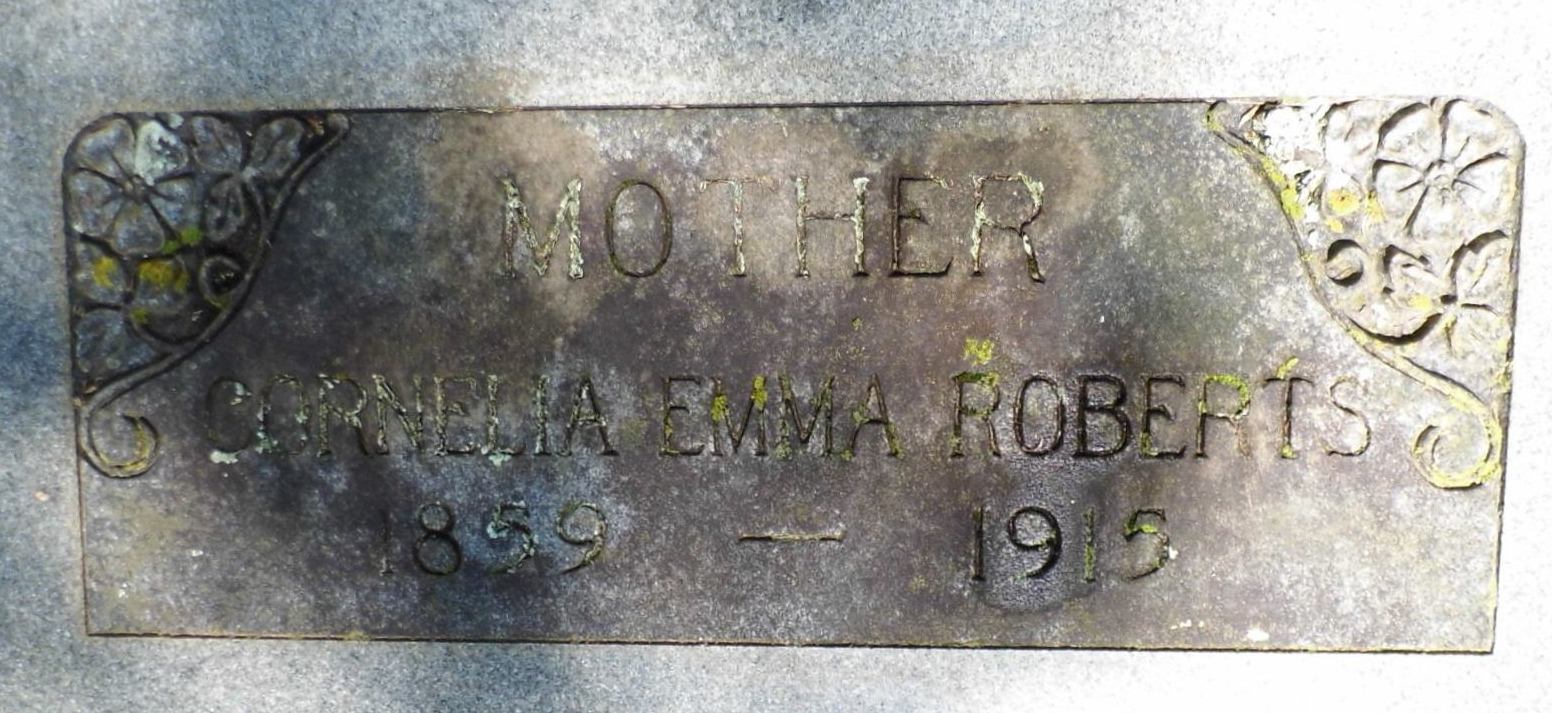 MOTHER
CORNELIA EMMA ROBERTS
1859 — 1915